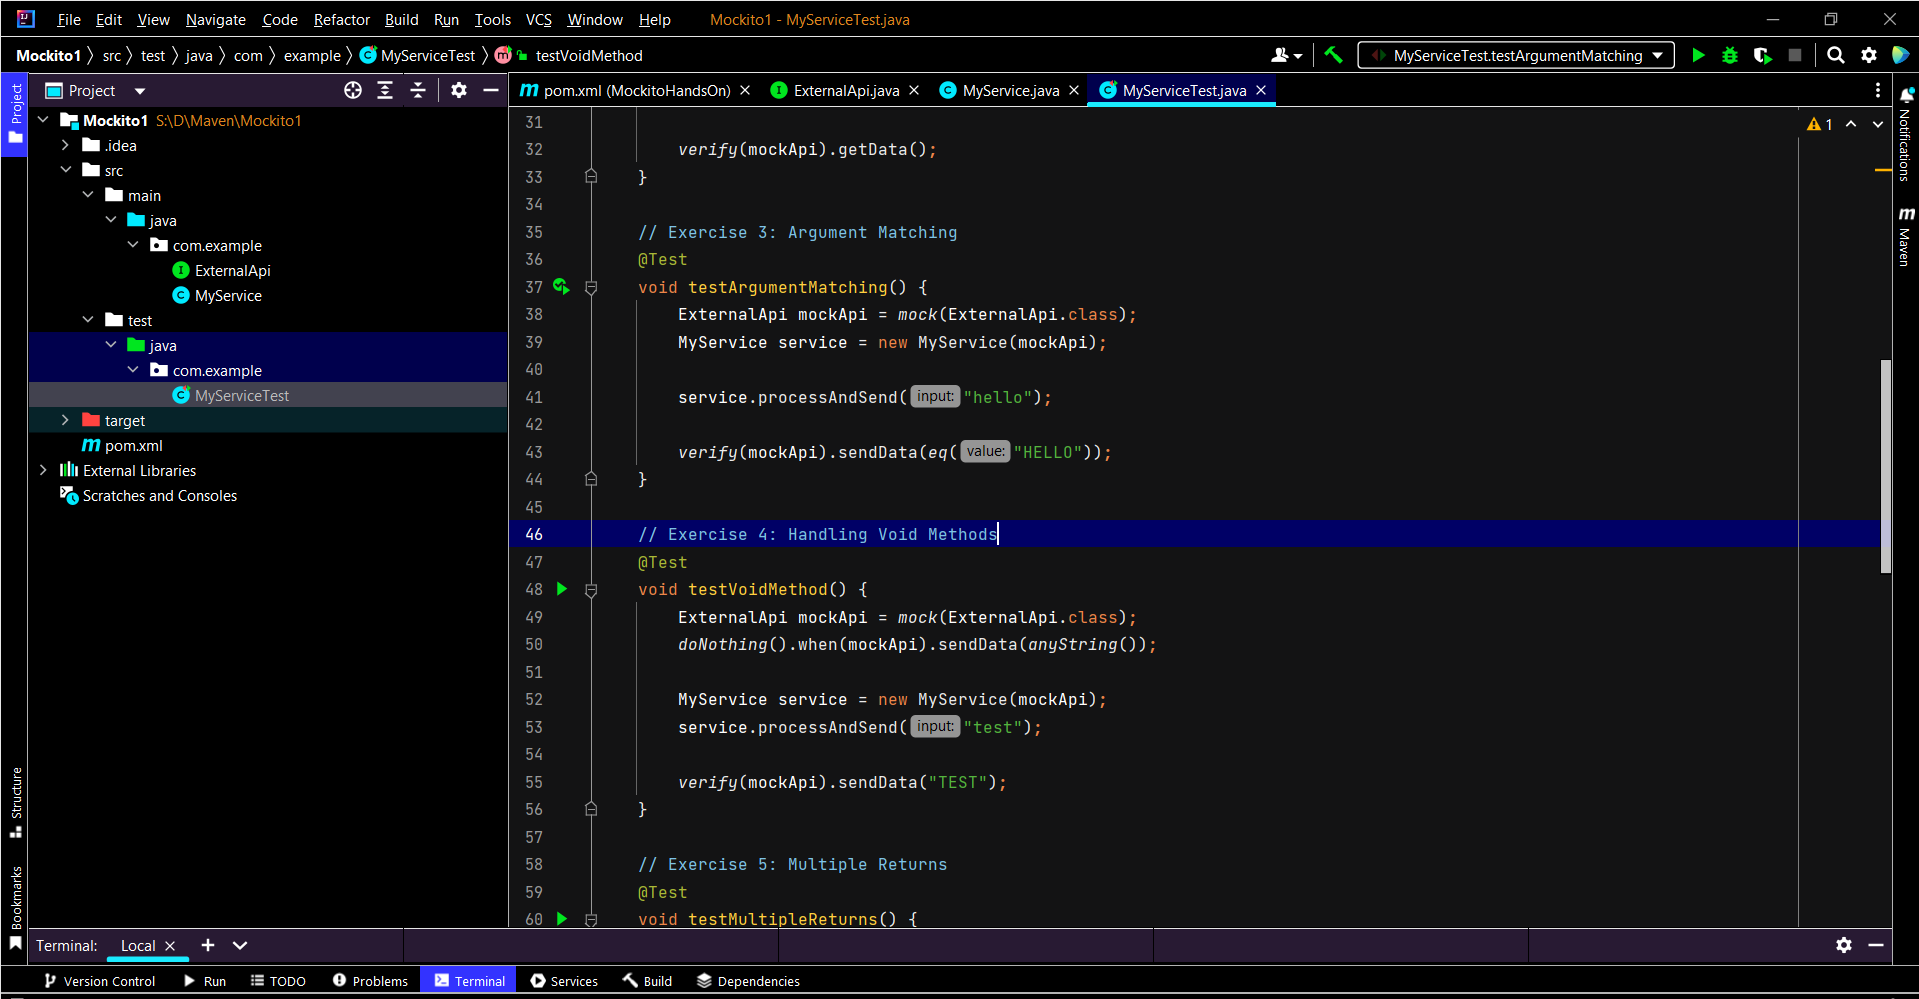 File Edit View Navigate Code Refactor Build Run Tools VCS Window Help Mockito1 - MyServiceTest.java
Mockito1 src test java com example MyServiceTest m testVoidMethod MyServiceTest.testArgumentMatching
Project
pom.xml (MockitoHandsOn) ExternalApi.java MyService.java MyServiceTest.java
Project
Mockito1 S:\D\Maven\Mockito1
.idea
src
main
java
com.example
ExternalApi
MyService
test
java
com.example
MyServiceTest
target
pom.xml
External Libraries
Scratches and Consoles
Structure
Bookmarks
31
32 verify(mockApi).getData();
33 }
34
35 // Exercise 3: Argument Matching
36 @Test
37 void testArgumentMatching() {
38 ExternalApi mockApi = mock(ExternalApi.class);
39 MyService service = new MyService(mockApi);
40
41 service.processAndSend( input: "hello");
42
43 verify(mockApi).sendData(eq( value: "HELLO"));
44 }
45
46 // Exercise 4: Handling Void Methods
47 @Test
48 void testVoidMethod() {
49 ExternalApi mockApi = mock(ExternalApi.class);
50 doNothing().when(mockApi).sendData(anyString());
51
52 MyService service = new MyService(mockApi);
53 service.processAndSend( input: "test");
54
55 verify(mockApi).sendData("TEST");
56 }
57
58 // Exercise 5: Multiple Returns
59 @Test
60 void testMultipleReturns() {
1
Notifications
Maven
Terminal: Local
Version Control Run TODO Problems Terminal Services Build Dependencies